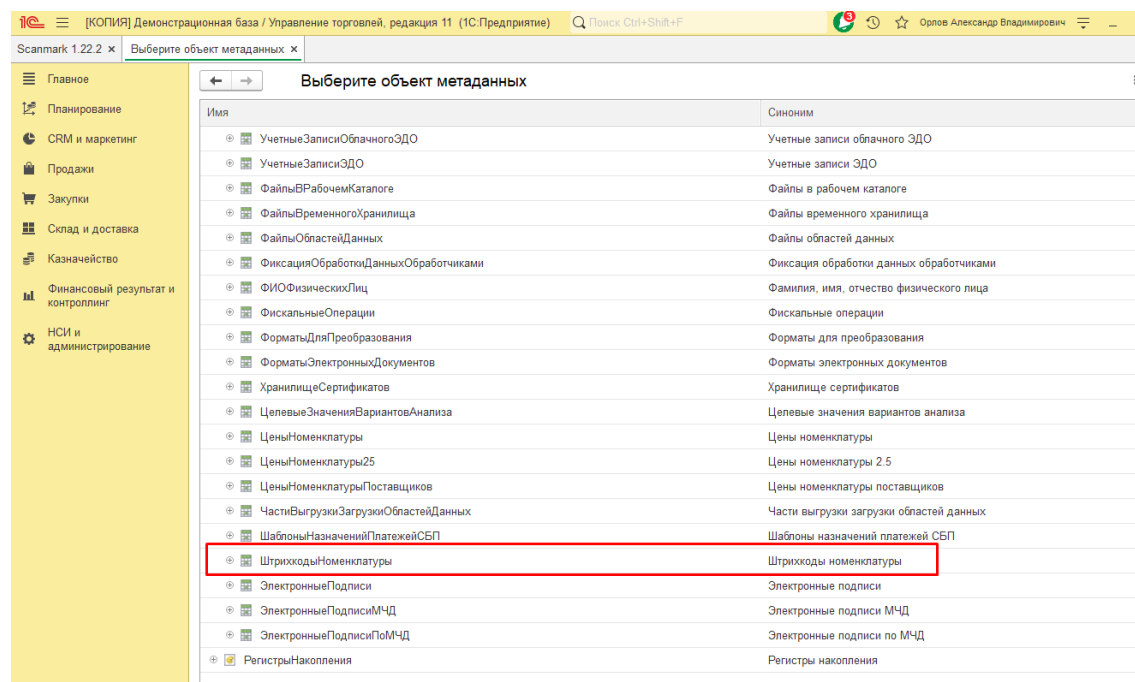 1С [КОПИЯ] Демонстрационная база / Управление торговлей, редакция 11 (1С:Предприятие) Поиск Ctrl+Shift+F 3 Орлов Александр Владимирович
Scanmark 1.22.2 × Выберите объект метаданных ×
Главное
Планирование
CRM и маркетинг
Продажи
Закупки
Склад и доставка
Казначейство
Финансовый результат и
контроллинг
НСИ и
администрирование
Выберите объект метаданных
Имя Синоним
УчетныеЗаписиОблачногоЭДО Учетные записи облачного ЭДО
УчетныеЗаписиЭДО Учетные записи ЭДО
ФайлыВРабочемКаталоге Файлы в рабочем каталоге
ФайлыВременногоХранилища Файлы временного хранилища
ФайлыОбластейДанных Файлы областей данных
ФиксацияОбработкиДанныхОбработчиками Фиксация обработки данных обработчиками
ФИОФизическихЛиц Фамилия, имя, отчество физического лица
ФискальныеОперации Фискальные операции
ФорматыДляПреобразования Форматы для преобразования
ФорматыЭлектронныхДокументов Форматы электронных документов
ХранилищеСертификатов Хранилище сертификатов
ЦелевыеЗначенияВариантовАнализа Целевые значения вариантов анализа
ЦеныНоменклатуры Цены номенклатуры
ЦеныНоменклатуры25 Цены номенклатуры 2.5
ЦеныНоменклатурыПоставщиков Цены номенклатуры поставщиков
ЧастиВыгрузкиЗагрузкиОбластейДанных Части выгрузки загрузки областей данных
ШаблоныНазначенийПлатежейСБП Шаблоны назначений платежей СБП
ШтрихкодыНоменклатуры Штрихкоды номенклатуры
ЭлектронныеПодписи Электронные подписи
ЭлектронныеПодписиМЧД Электронные подписи МЧД
ЭлектронныеПодписиПоМЧД Электронные подписи по МЧД
РегистрыНакопления Регистры накопления